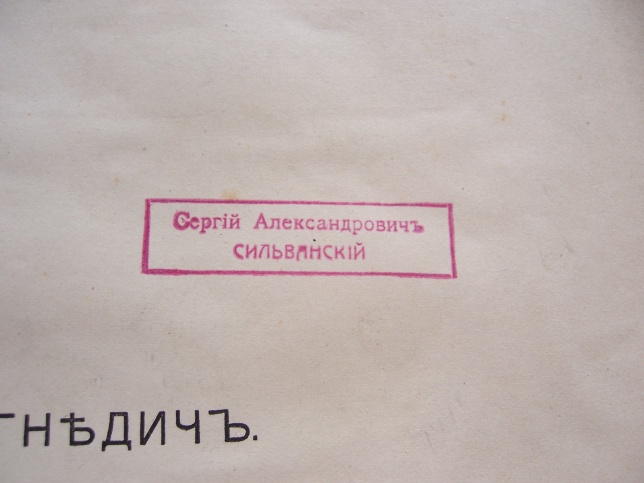 Сергій Александровичъ
СИЛЬВАНСКІЙ
ГНѢДИЧЪ.